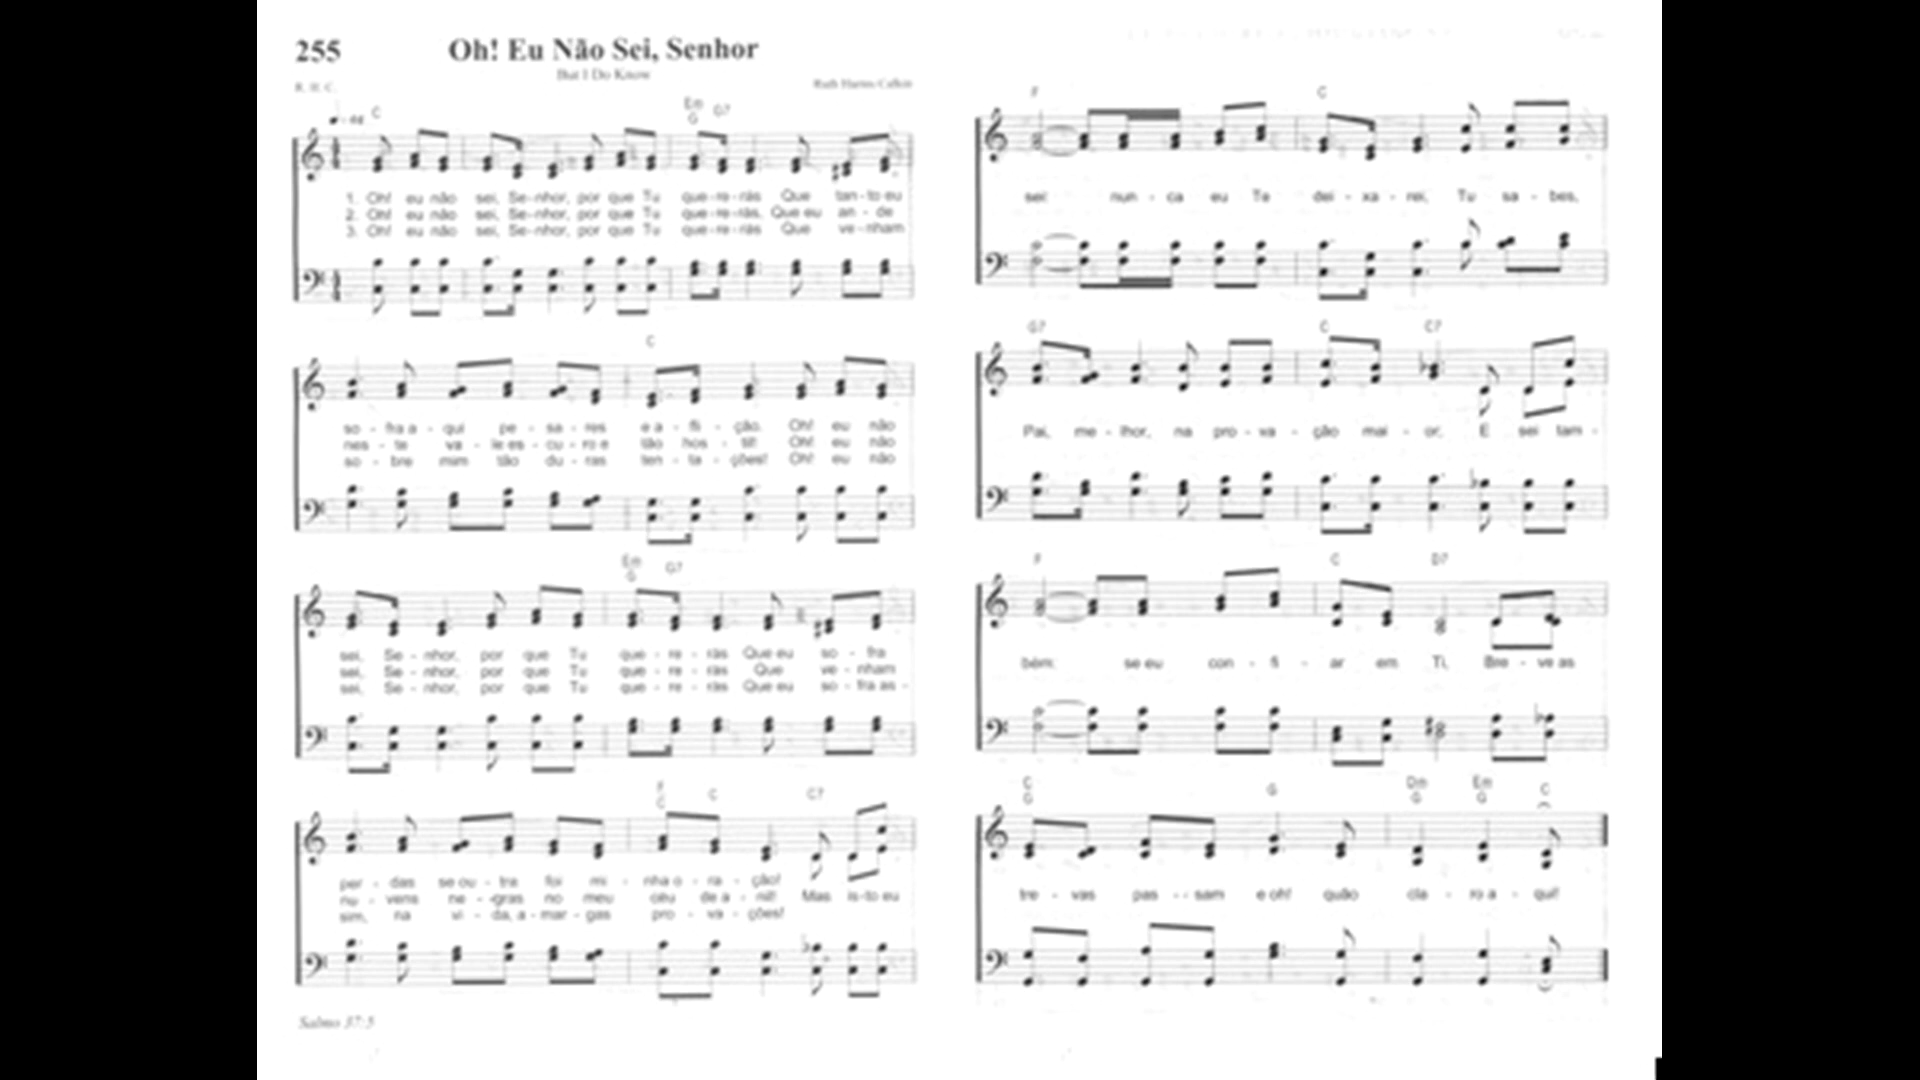 255
Oh! Eu Não Sei, Senhor
But I Do Know
R. H. C.
Ruth Harms Calkin
C Em G G7
1. Oh! eu não sei, Se-nhor, por que Tu que-re-rás Que tan-to eu
2. Oh! eu não sei, Se-nhor, por que Tu que-re-rás, Que eu an-de
3. Oh! eu não sei, Se-nhor, por que Tu que-re-rás Que ve-nham
C
so-fra a-qui pe-sa-res e a-fli-ção. Oh! eu não
nes-te va-le es-cu-ro e tão hos-til! Oh! eu não
so-bre mim tão du-ras ten-ta-ções! Oh! eu não
Em G G7
sei, Se-nhor, por que Tu que-re-rás Que eu so-fra
sei, Se-nhor, por que Tu que-re-rás Que ve-nham
sei, Se-nhor, por que Tu que-re-rás Que eu so-fra as-
F C C C7
per-das se ou-tra foi mi-nha o-ra-ção!
nu-vens ne-gras no meu céu de a-nil! Mas is-to eu
sim, na vi-da, a-mar-gas pro-va-ções!
Salmo 37:5
F C
sei: nun-ca eu Te dei-xa-rei, Tu sa-bes,
G7 C C7
Pai, me-lhor, na pro-va-ção mai-or, E sei tam-
F C D7
bém: se eu con-fi-ar em Ti, Bre-ve as
C G G Dm G Em G C
tre-vas pas-sam e oh! quão cla-ro a-qui!